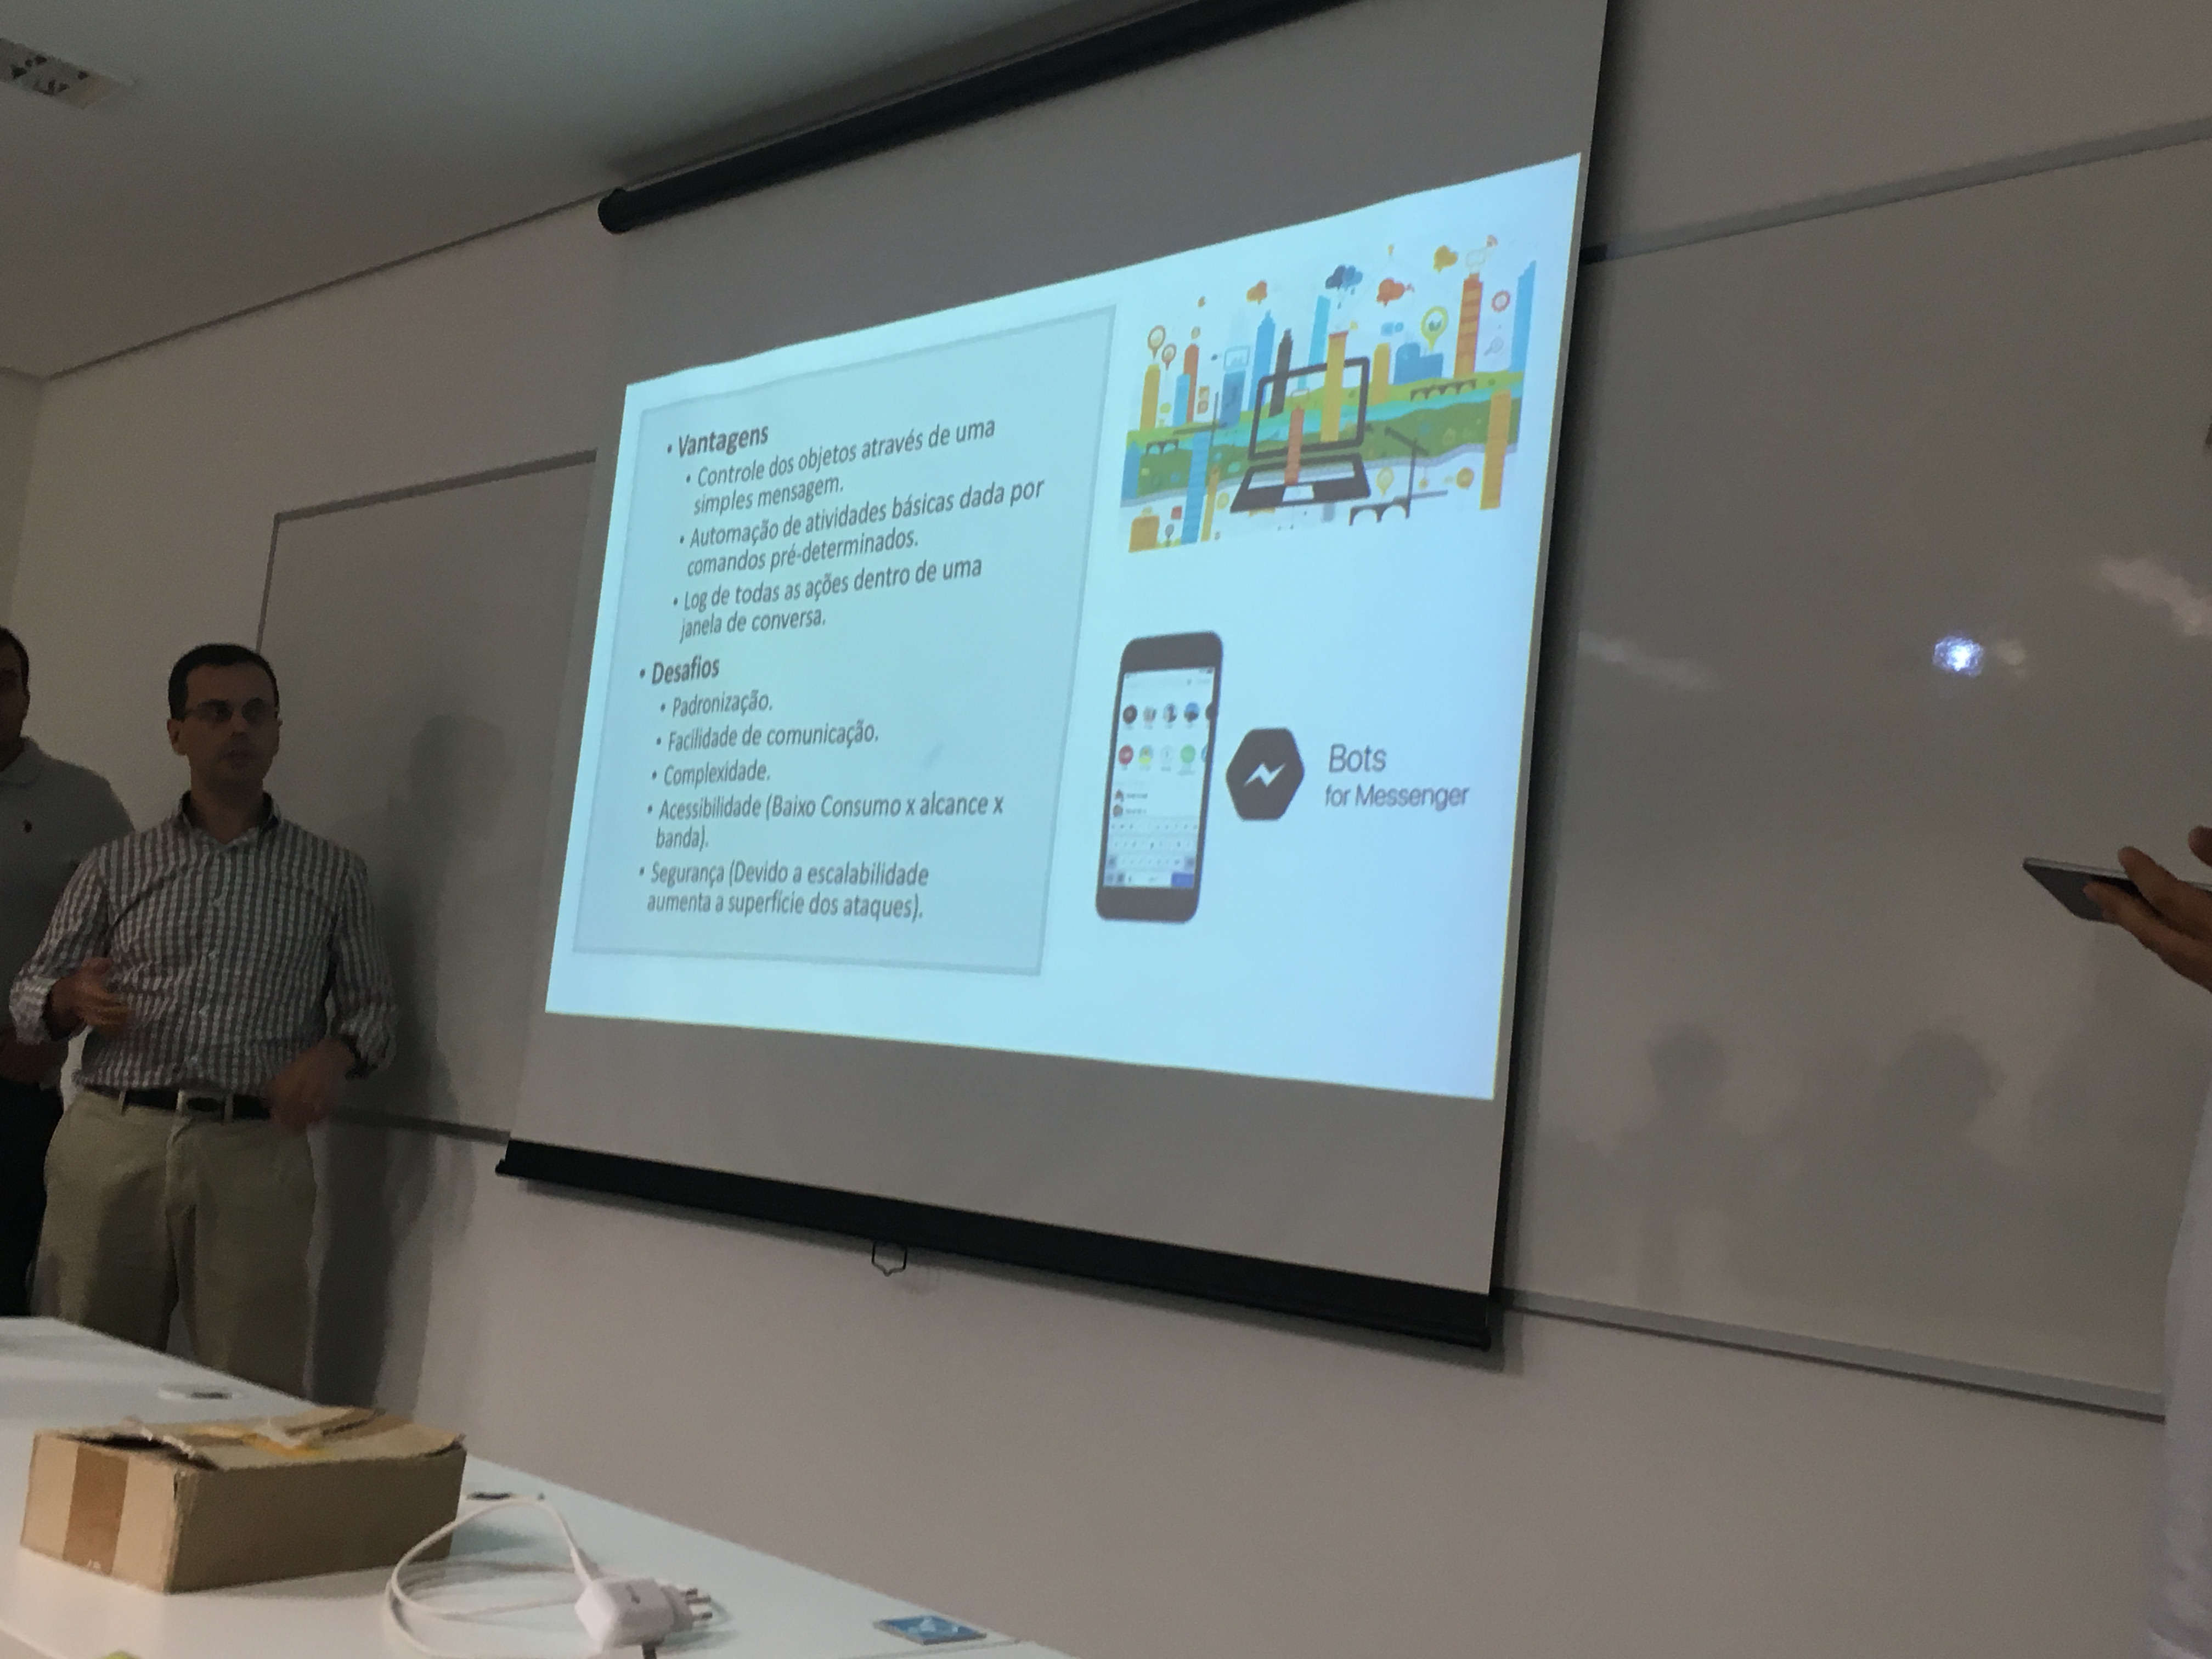 • Vantagens
• Controle dos objetos através de uma
simples mensagem.
• Automação de atividades básicas dada por
comandos pré-determinados.
• Log de todas as ações dentro de uma
janela de conversa.
• Desafios
• Padronização.
• Facilidade de comunicação.
• Complexidade.
• Acessibilidade (Baixo Consumo x alcance x
banda).
• Segurança (Devido a escalabilidade
aumenta a superfície dos ataques).
Bots
for Messenger